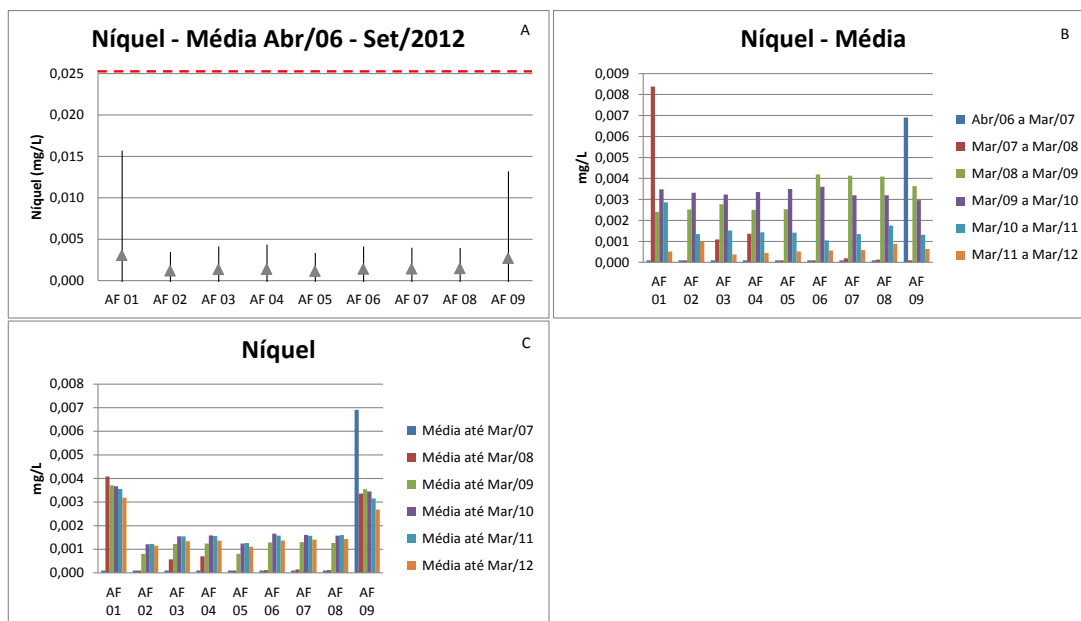 Níquel - Média Abr/06 - Set/2012
A
0,025
0,020
0,015
0,010
0,005
0,000
Níquel (mg/L)
AF 01 AF 02 AF 03 AF 04 AF 05 AF 06 AF 07 AF 08 AF 09
Níquel - Média
B
0,009
0,008
0,007
0,006
0,005
0,004
0,003
0,002
0,001
0,000
mg/L
AF AF AF AF AF AF AF AF AF
01 02 03 04 05 06 07 08 09
Abr/06 a Mar/07
Mar/07 a Mar/08
Mar/08 a Mar/09
Mar/09 a Mar/10
Mar/10 a Mar/11
Mar/11 a Mar/12
Níquel
C
0,008
0,007
0,006
0,005
0,004
0,003
0,002
0,001
0,000
mg/L
AF AF AF AF AF AF AF AF AF
01 02 03 04 05 06 07 08 09
Média até Mar/07
Média até Mar/08
Média até Mar/09
Média até Mar/10
Média até Mar/11
Média até Mar/12